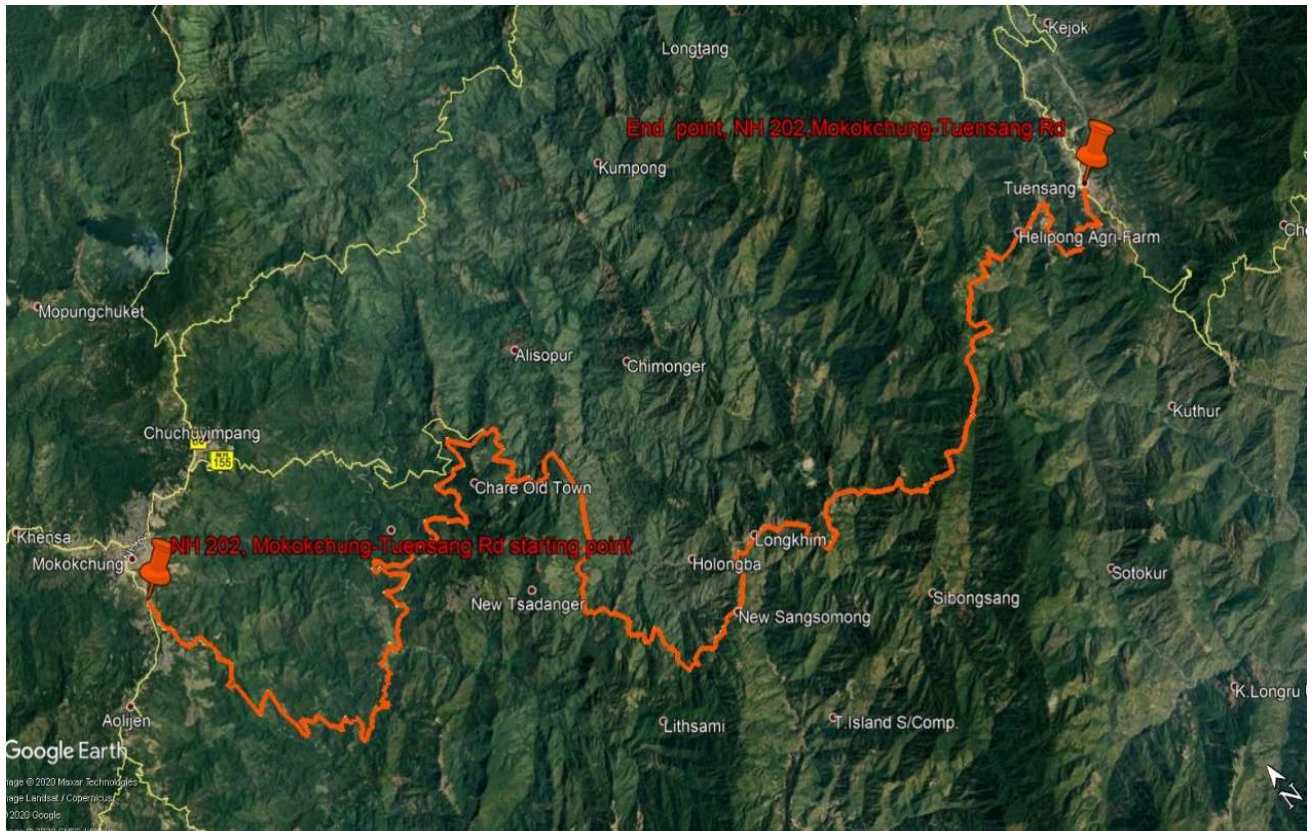 Kejok
Longtang
End point, NH 202,Mokokchung-Tuensang Rd
Kumpong
Tuensang
Helipong Agri-Farm
Mopungchuket
Alisopur
Chimonger
Kuthur
Chuchuyimpang
155
Chare Old Town
Khensa
NH 202, Mokokchung-Tuensang Rd starting point
Mokokchung
Longkhim
Holongba
Sotokur
New Tsadanger
Sibongsang
New Sangsomong
K.Longru
Aolijen
Lithsami
T.Island S/Comp.
Google Earth
age © 2020 Maxar Technologies
age Landsat / Copernicus
2020 Google
N